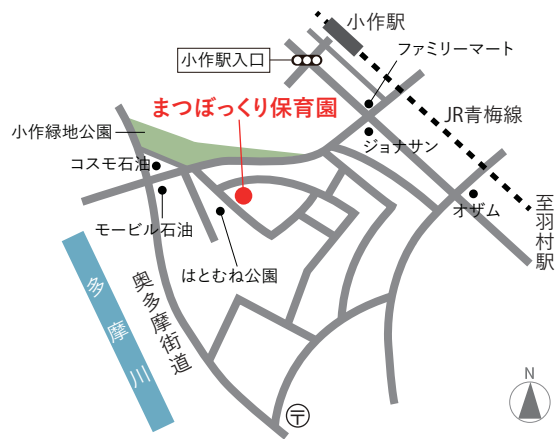 小作駅
小作駅入口
ファミリーマート
まつぼっくり保育園
JR青梅線
小作緑地公園
ジョナサン
コスモ石油
オザム
モービル石油
至羽村駅
はとむね公園
奥多摩街道
多摩川
〒
N